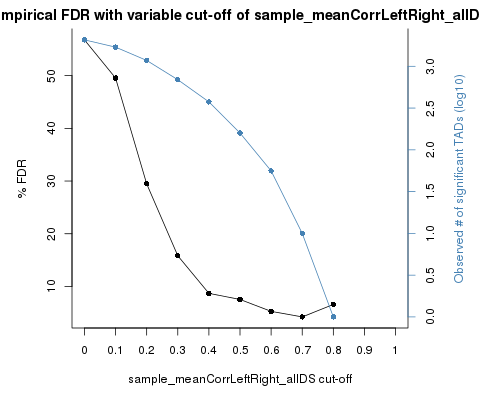 mpirical FDR with variable cut-off of sample_meanCorrLeftRight_allD
% FDR
50
40
30
20
10
3.0
2.5
2.0
1.5
1.0
0.5
0.0
Observed # of significant TADs (log10)
0 0.1 0.2 0.3 0.4 0.5 0.6 0.7 0.8 0.9 1
sample_meanCorrLeftRight_allDS cut-off